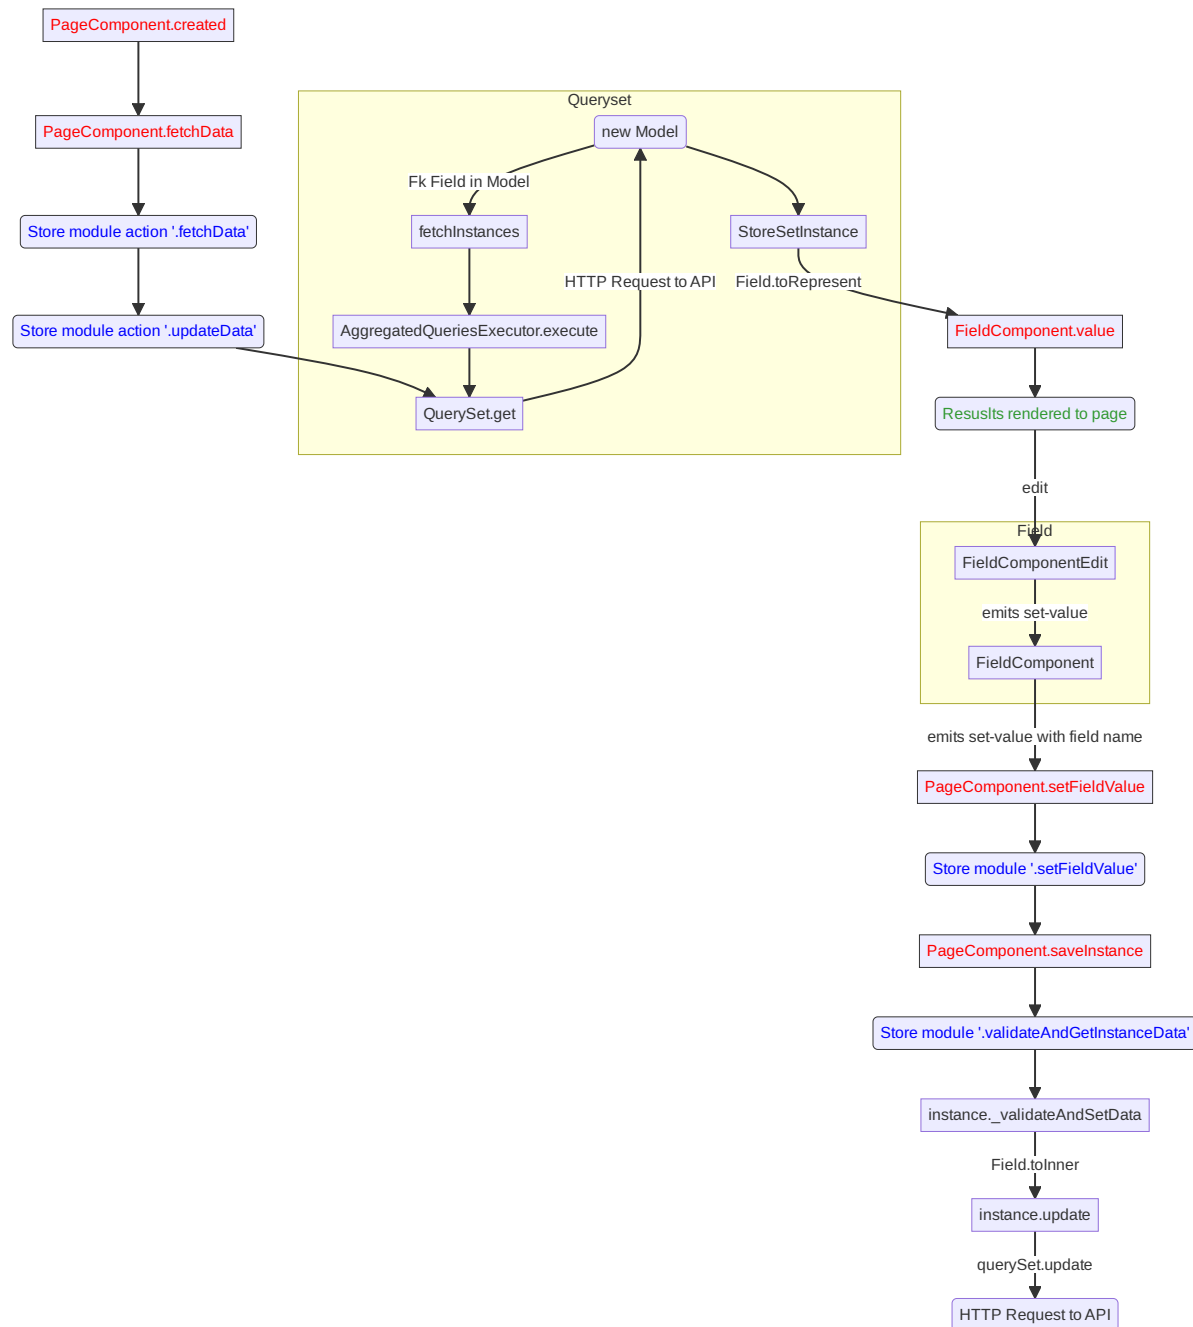 PageComponent.created
PageComponent.fetchData
Store module action '.fetchData'
Store module action '.updateData'
Queryset
new Model
Fk Field in Model
fetchInstances
StoreSetInstance
HTTP Request to API
Field.toRepresent
AggregatedQueriesExecutor.execute
QuerySet.get
FieldComponent.value
Resuslts rendered to page
edit
Field
FieldComponentEdit
emits set-value
FieldComponent
emits set-value with field name
PageComponent.setFieldValue
Store module '.setFieldValue'
PageComponent.saveInstance
Store module '.validateAndGetInstanceData'
instance._validateAndSetData
Field.toInner
instance.update
querySet.update
HTTP Request to API